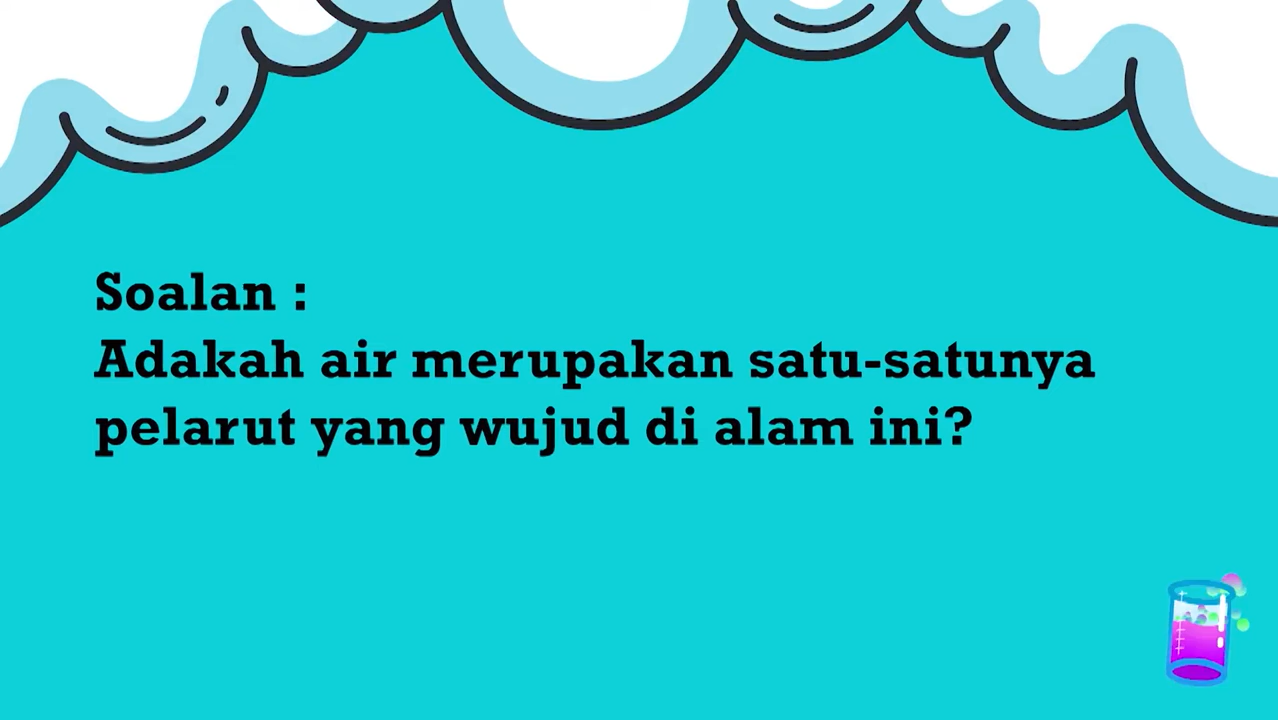 Soalan :
Adakah air merupakan satu-satunya
pelarut yang wujud di alam ini?